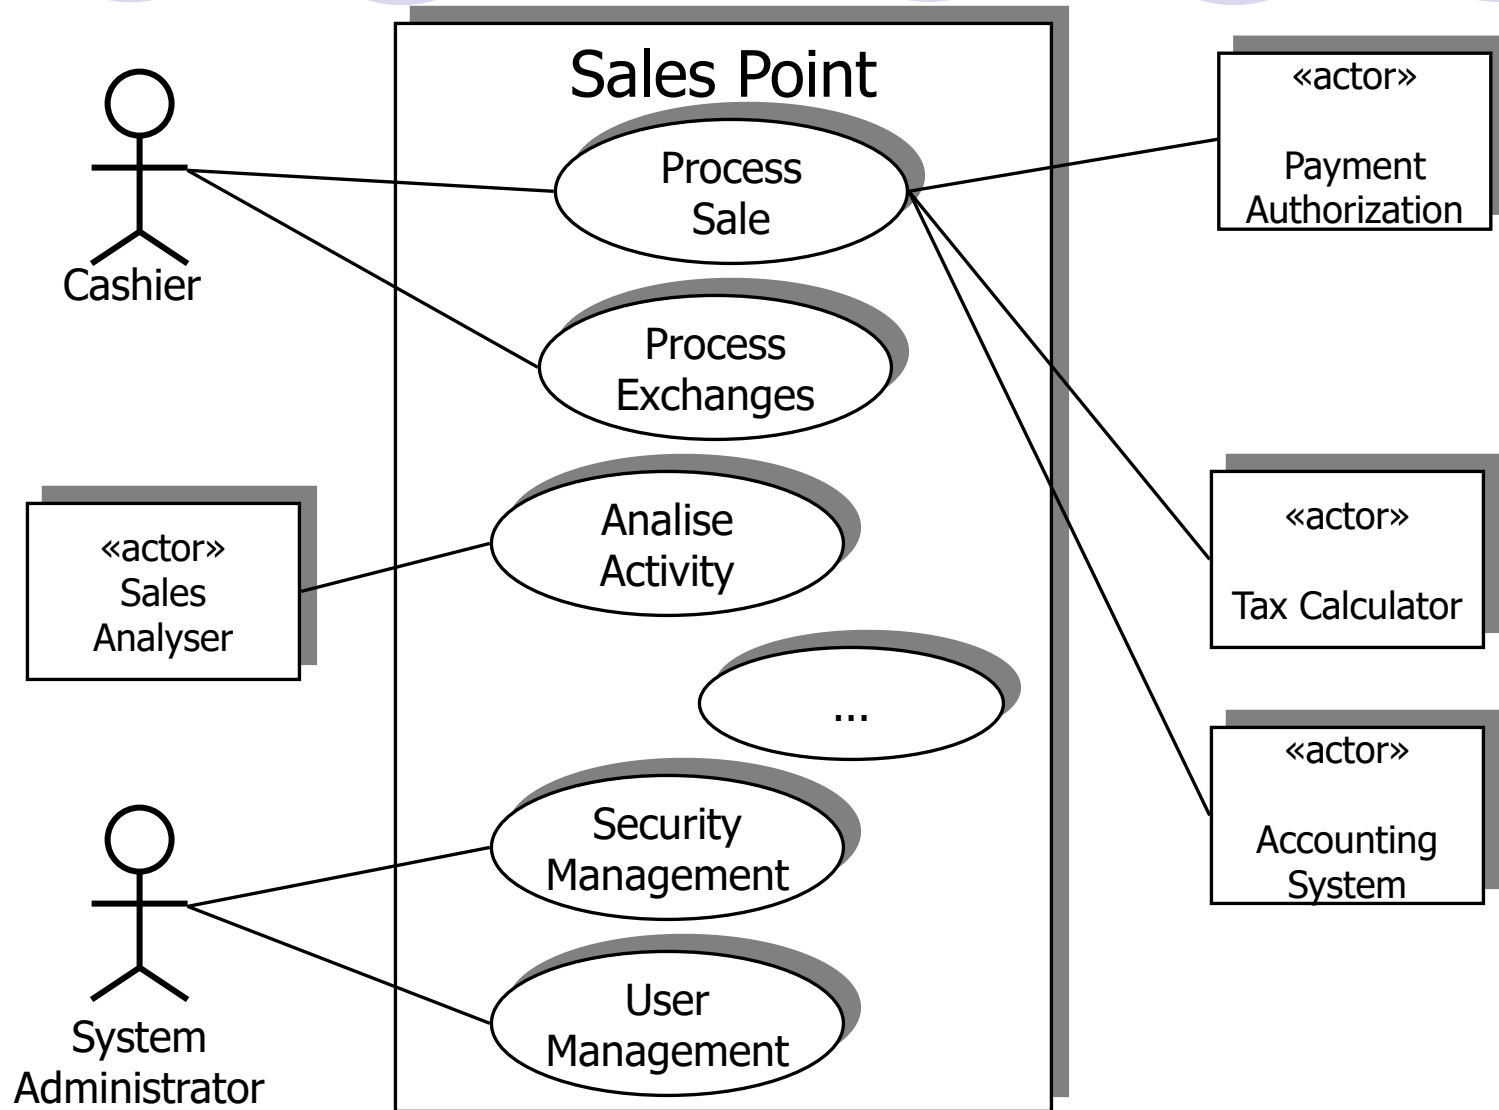 Sales Point
Cashier
Process
Sale
Process
Exchanges
«actor»
Sales
Analyser
Analise
Activity
...
System
Administrator
Security
Management
User
Management
«actor»
Payment
Authorization
«actor»
Tax Calculator
«actor»
Accounting
System